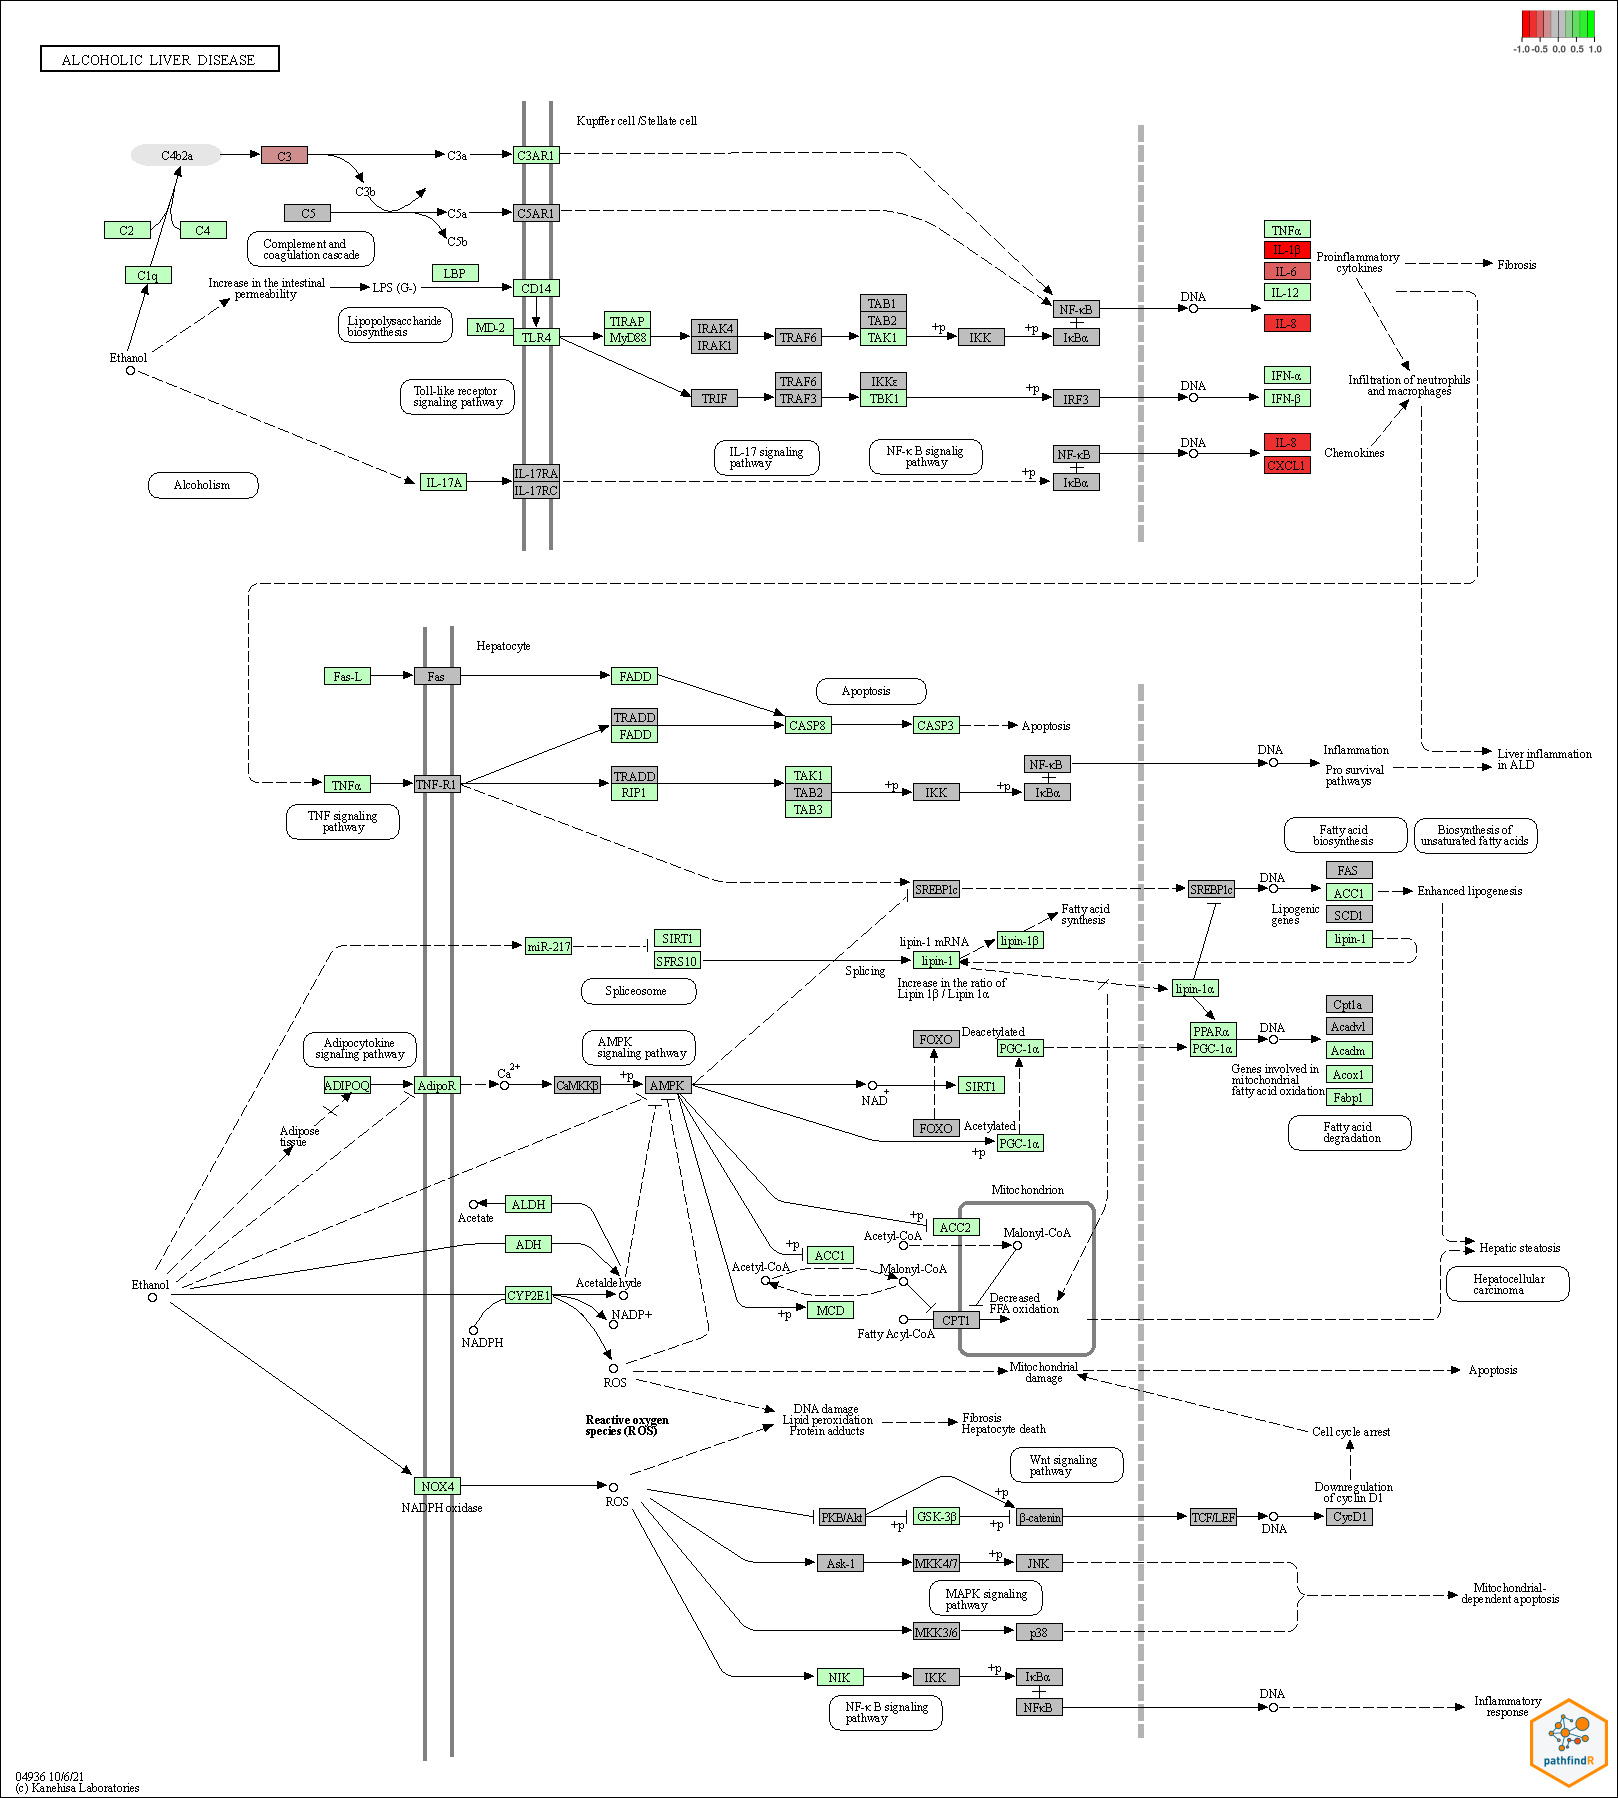 -1.0 -0.5 0.0 0.5 1.0
ALCOHOLIC LIVER DISEASE
Kupffer cell /Stellate cell
C4b2a
C3
C3a
C3AR1
C3b
C5
C5a
C5AR1
C5b
C2
C4
Complement and
coagulation cascade
C1q
LBP
Increase in the intestinal
permeability
LPS (G-)
CD14
Lipopolysaccharide
biosynthesis
MD-2
TLR4
TIRAP
MyD88
IRAK4
IRAK1
TRAF6
TAB1
TAB2
TAK1
+p
IKK
+p
NF-κB
IκBα
DNA
TNFα
IL-1β
IL-6
IL-12
IL-8
Proinflammatory
cytokines
Fibrosis
Ethanol
Toll-like receptor
signaling pathway
TRIF
TRAF6
TRAF3
IKKε
TBK1
+p
IRF3
DNA
IFN-α
IFN-β
Infiltration of neutrophils
and macrophages
IL-17 signaling
pathway
NF-κ B signalig
pathway
NF-κB
IκBα
DNA
IL-8
CXCL1
Chemokines
Alcoholism
IL-17A
IL-17RA
IL-17RC
+p
Hepatocyte
Fas-L
Fas
FADD
Apoptosis
TRADD
FADD
CASP8
CASP3
Apoptosis
TNFα
TNF-R1
TRADD
RIP1
TAK1
TAB2
TAB3
+p
IKK
+p
NF-κB
IκBα
DNA
Inflammation
Pro survival
pathways
Liver inflammation
in ALD
TNF signaling
pathway
Fatty acid
biosynthesis
Biosynthesis of
unsaturated fatty acids
SREBP1c
SREBP1c
DNA
FAS
ACC1
SCD1
lipin-1
Lipogenic
genes
Enhanced lipogenesis
Fatty acid
synthesis
miR-217
SIRT1
SFRS10
Splicing
lipin-1 mRNA
lipin-1
lipin-1β
Increase in the ratio of
Lipin 1β / Lipin 1α
lipin-1α
Spliceosome
Adipocytokine
signaling pathway
AMPK
signaling pathway
FOXO
Deacetylated
PGC-1α
PPARα
PGC-1α
DNA
Cpt1a
Acadvl
Acadm
Acox1
Fabp1
Genes involved in
mitochondrial
fatty acid oxidation
Fatty acid
degradation
ADIPOQ
AdipoR
Ca2+
CaMKKβ
+p
AMPK
NAD+
SIRT1
FOXO
Acetylated
PGC-1α
+p
Adipose
tissue
Mitochondrion
Acetate
ALDH
ADH
Acetaldehyde
CYP2E1
NADP+
NADPH
Ethanol
+p
ACC2
Acetyl-CoA
Malonyl-CoA
+p
ACC1
Acetyl-CoA
Malonyl-CoA
+p
MCD
Decreased
FFA oxidation
CPT1
Fatty Acyl-CoA
Hepatic steatosis
Hepatocellular
carcinoma
ROS
Mitochondrial
damage
Apoptosis
Reactive oxygen
species (ROS)
DNA damage
Lipid peroxidation
Protein adducts
Fibrosis
Hepatocyte death
Cell cycle arrest
Wnt signaling
pathway
NOX4
NADPH oxidase
ROS
PKB/Akt
+p
GSK-3β
+p
+p
β-catenin
TCF/LEF
DNA
CycD1
Downregulation
of cyclin D1
Ask-1
MKK4/7
+p
JNK
MAPK signaling
pathway
Mitochondrial-
dependent apoptosis
MKK3/6
p38
NIK
IKK
+p
IκBα
NFκB
NF-κ B signaling
pathway
DNA
Inflammatory
response
pathfindR
04936 10/6/21
(c) Kanehisa Laboratories